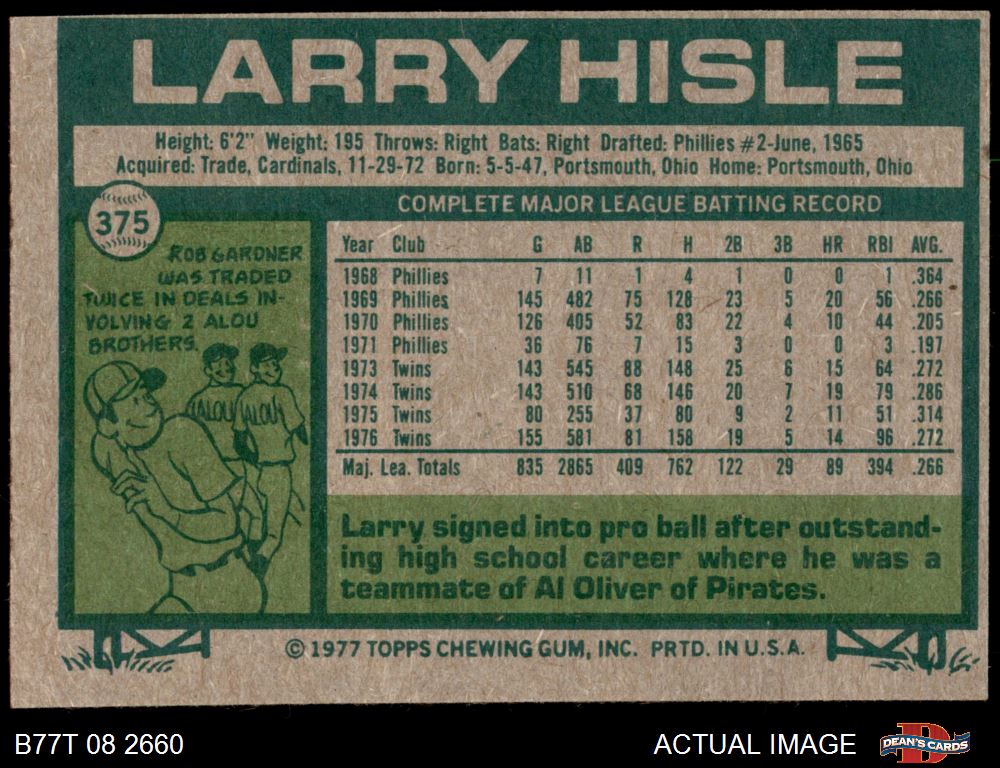 LARRY HISLE
Height: 6'2" Weight: 195 Throws: Right Bats: Right Drafted: Phillies #2-June, 1965
Acquired: Trade, Cardinals, 11-29-72 Born: 5-5-47, Portsmouth, Ohio Home: Portsmouth, Ohio
375
ROB GARDNER
WAS TRADED
TWICE IN DEALS IN-
VOLVING 2 ALOU
BROTHERS.
ALOU ALOU
COMPLETE MAJOR LEAGUE BATTING RECORD
Year Club G AB R H 2B 3B HR RBI AVG.
1968 Phillies 7 11 1 4 1 0 0 1 .364
1969 Phillies 145 482 75 128 23 5 20 56 .266
1970 Phillies 126 405 52 83 22 4 10 44 .205
1971 Phillies 36 76 7 15 3 0 0 3 .197
1973 Twins 143 545 88 148 25 6 15 64 .272
1974 Twins 143 510 68 146 20 7 19 79 .286
1975 Twins 80 255 37 80 9 2 11 51 .314
1976 Twins 155 581 81 158 19 5 14 96 .272
Maj. Lea. Totals 835 2865 409 762 122 29 89 394 .266
Larry signed into pro ball after outstand-
ing high school career where he was a
teammate of Al Oliver of Pirates.
© 1977 TOPPS CHEWING GUM, INC. PRTD. IN U.S.A.
B77T 08 2660
ACTUAL IMAGE
DEAN'S CARDS